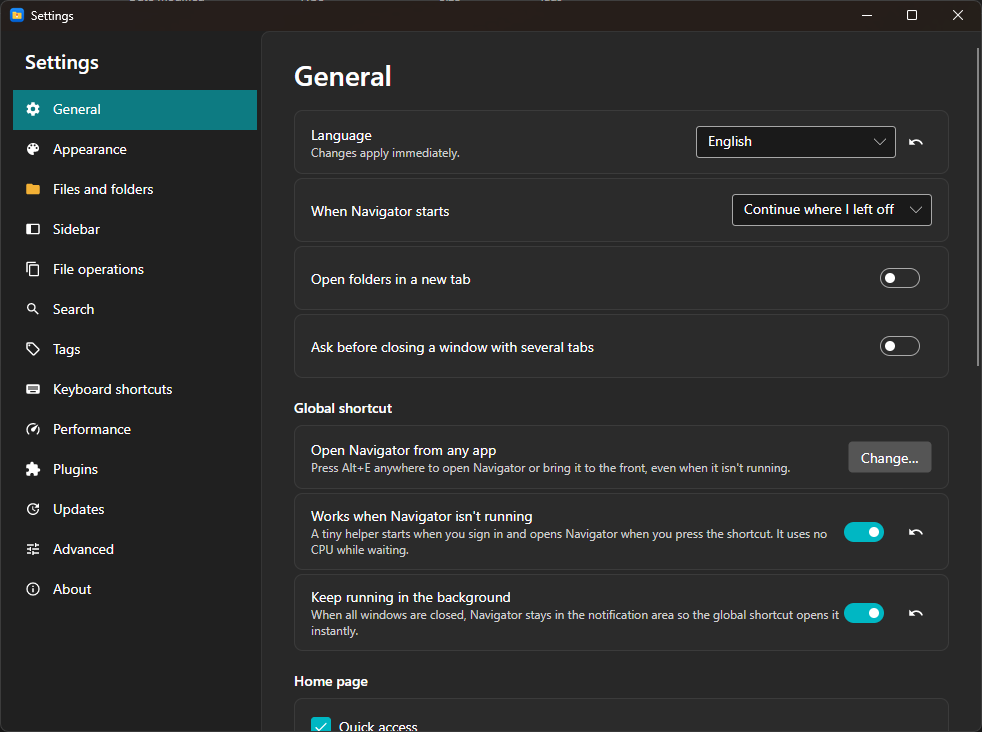 Settings
Settings
General
Appearance
Files and folders
Sidebar
File operations
Search
Tags
Keyboard shortcuts
Performance
Plugins
Updates
Advanced
About
General
Language
Changes apply immediately.
English
When Navigator starts
Continue where I left off
Open folders in a new tab
Ask before closing a window with several tabs
Global shortcut
Open Navigator from any app
Press Alt+E anywhere to open Navigator or bring it to the front, even when it isn't running.
Change...
Works when Navigator isn't running
A tiny helper starts when you sign in and opens Navigator when you press the shortcut. It uses no
CPU while waiting.
Keep running in the background
When all windows are closed, Navigator stays in the notification area so the global shortcut opens it
instantly.
Home page
Quick access